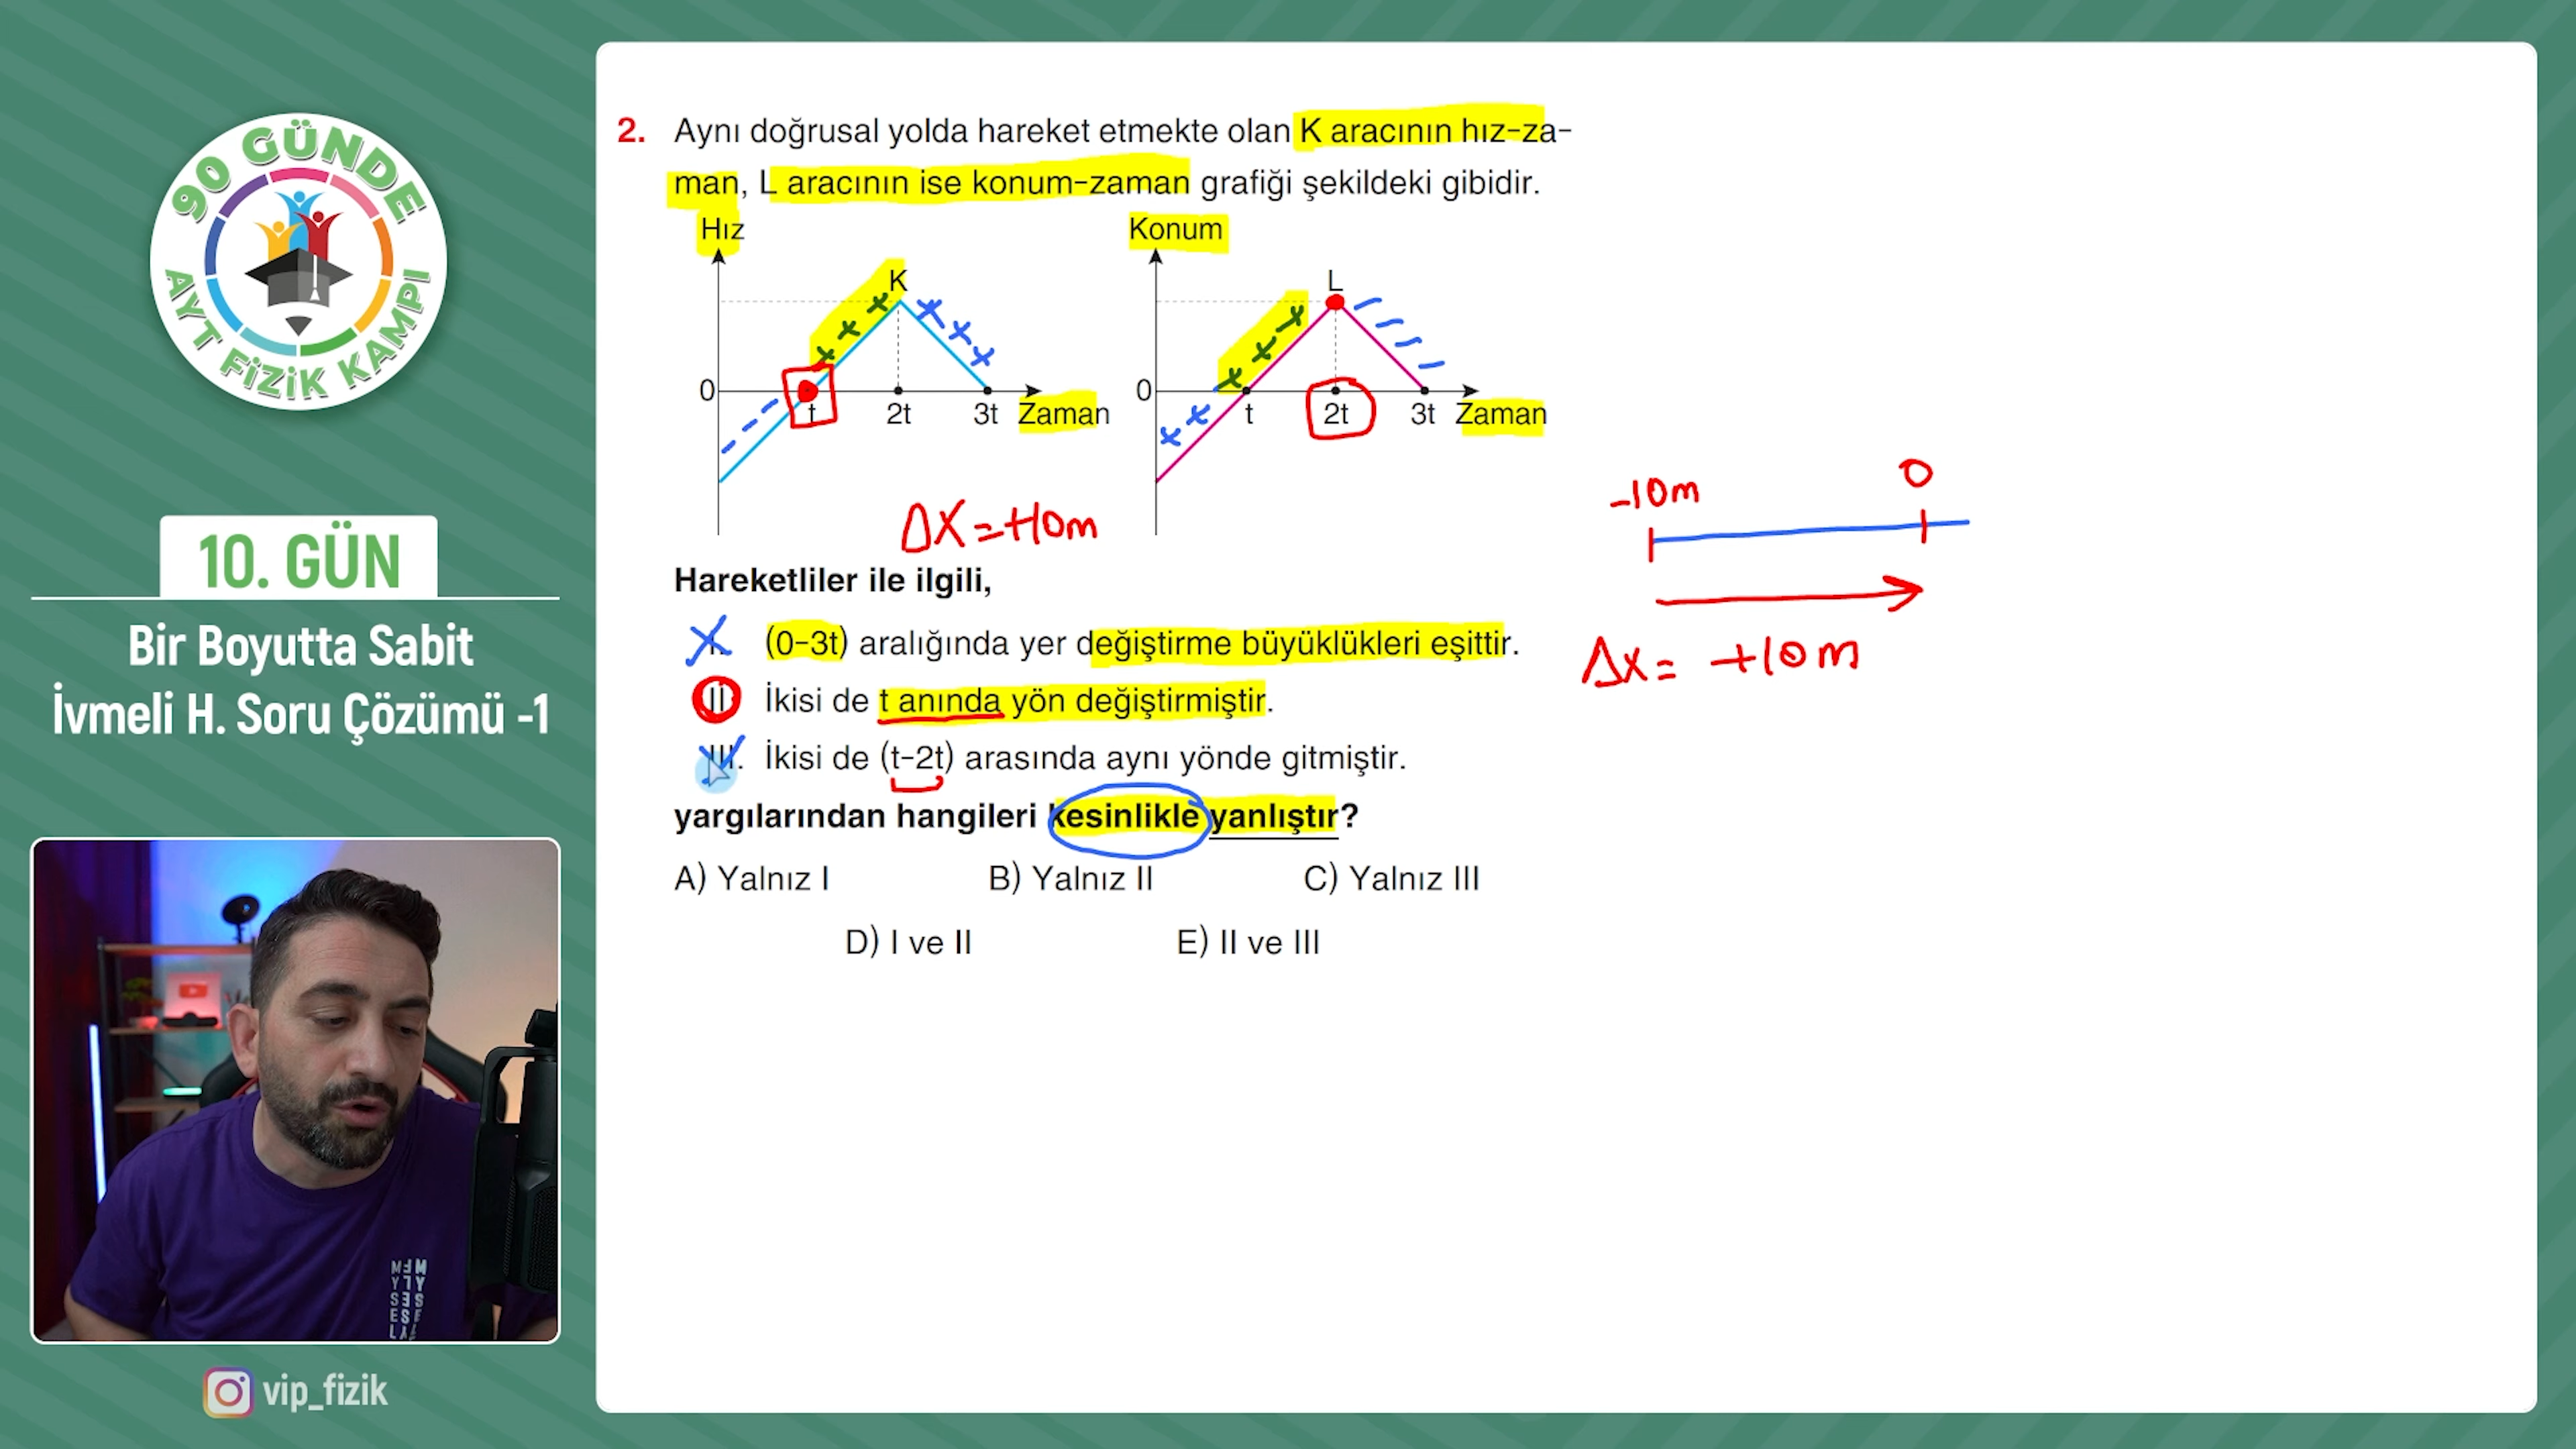 90 GÜNDE
AYT FİZİK KAMPI
10. GÜN
Bir Boyutta Sabit
İvmeli H. Soru Çözümü -1
vip_fizik
2. Aynı doğrusal yolda hareket etmekte olan K aracının hız-za-
man, L aracının ise konum-zaman grafiği şekildeki gibidir.
Hız
K
0
t
2t
3t
Zaman
Konum
L
0
t
2t
3t
Zaman
ΔX=+10m
-10m
0
ΔX= +10m
Hareketliler ile ilgili,
I. (0-3t) aralığında yer değiştirme büyüklükleri eşittir.
II. İkisi de t anında yön değiştirmiştir.
III. İkisi de (t-2t) arasında aynı yönde gitmiştir.
yargılarından hangileri kesinlikle yanlıştır?
A) Yalnız I B) Yalnız II C) Yalnız III
D) I ve II E) II ve III